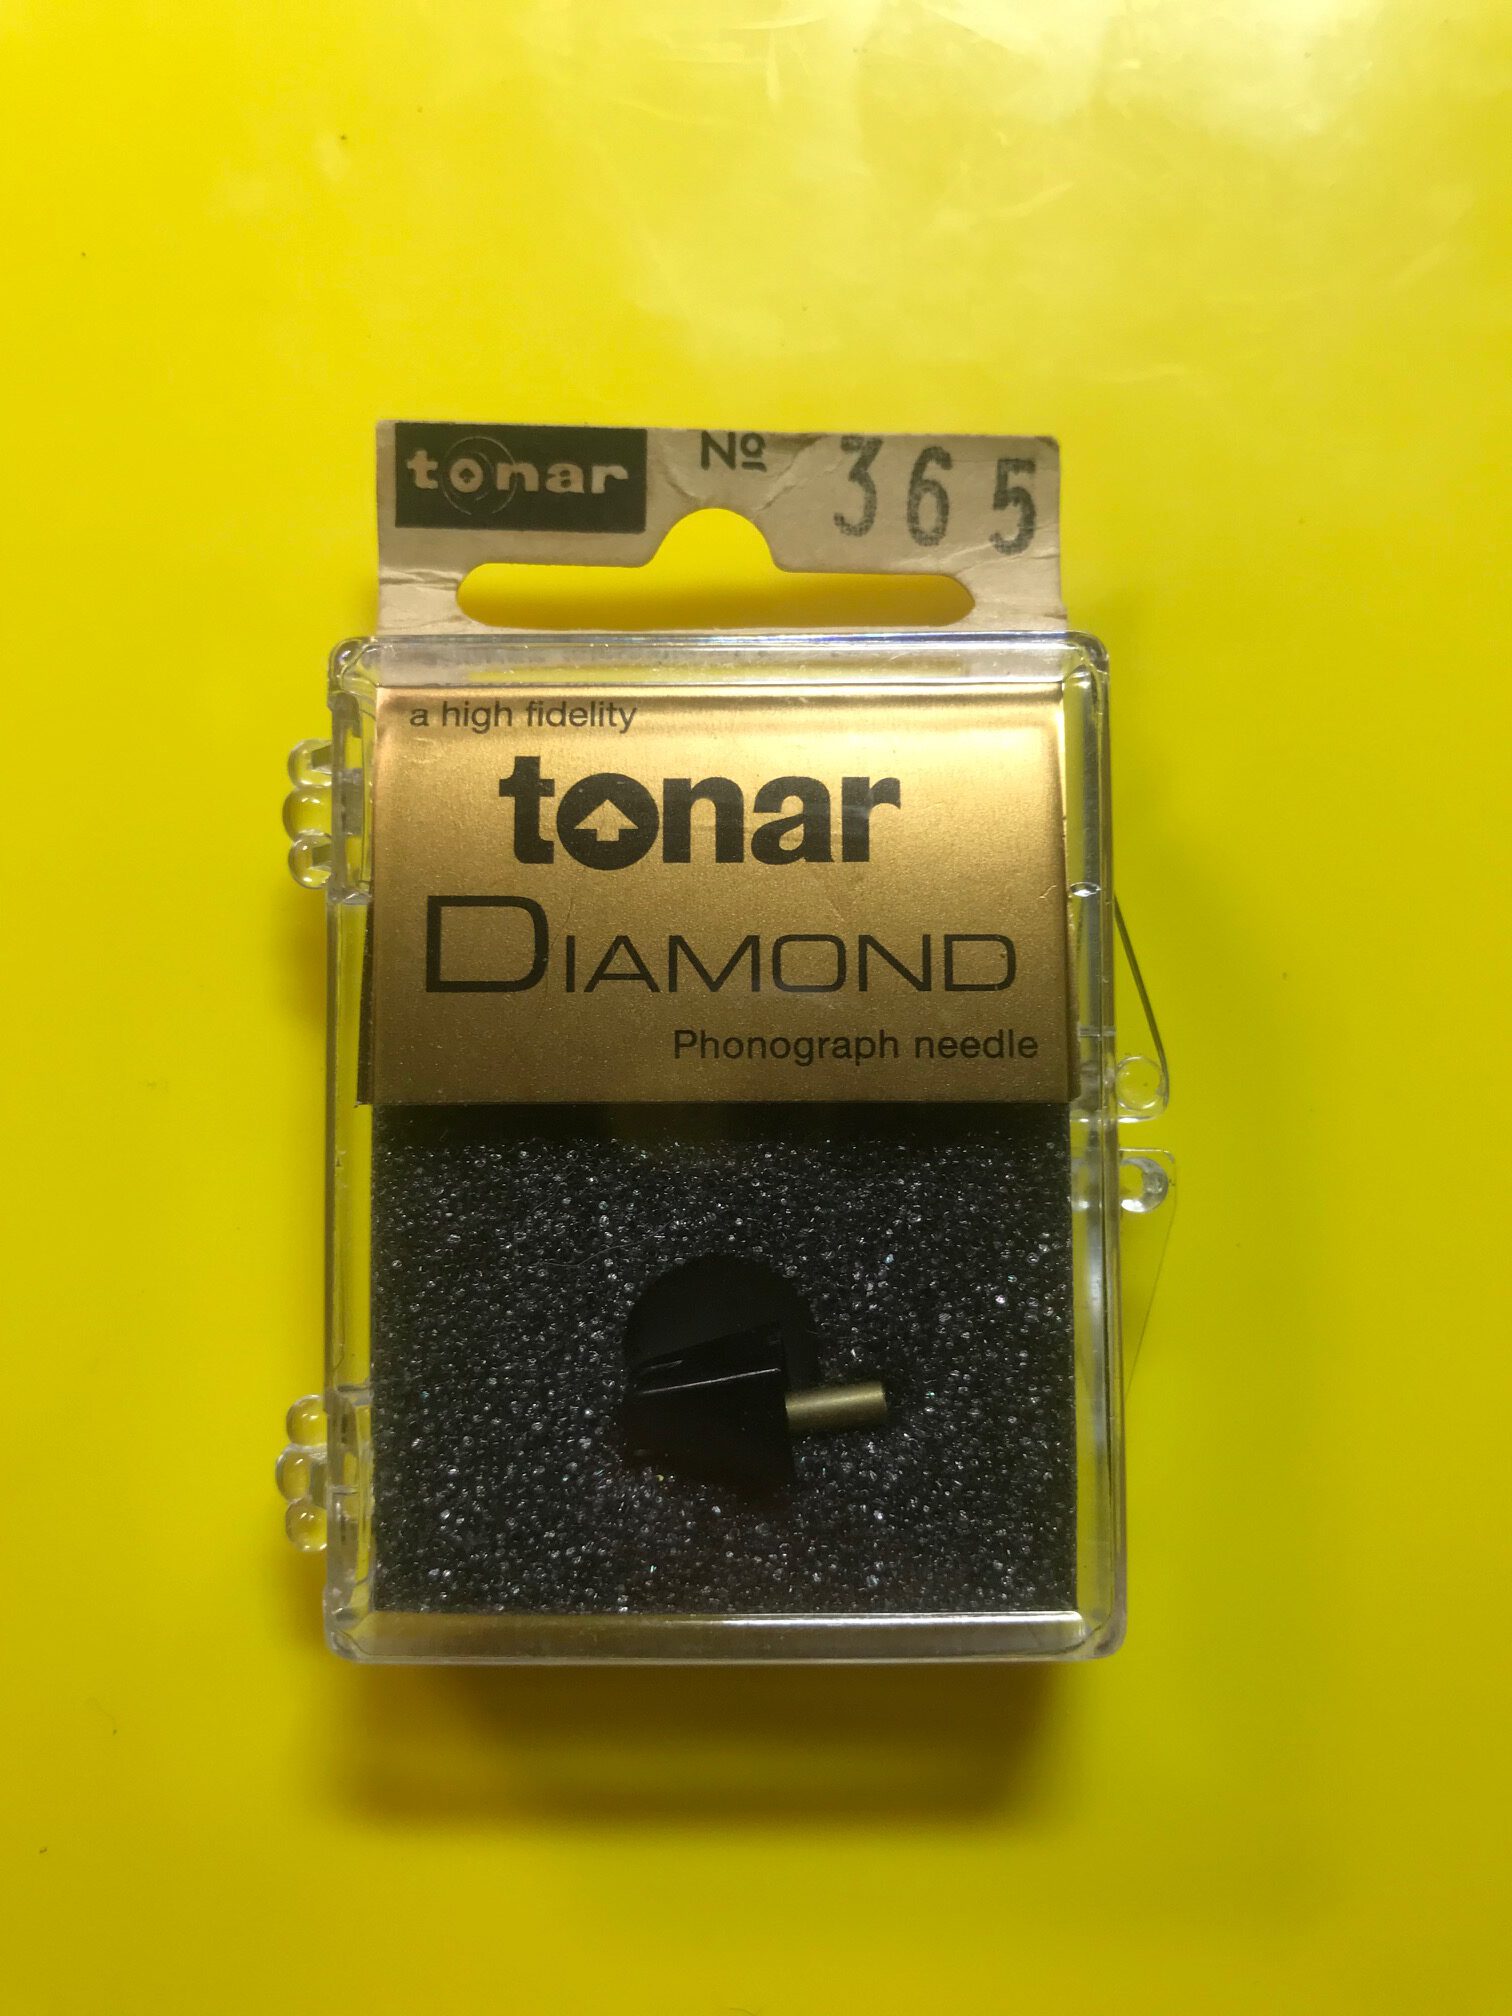 tonar № 365
a high fidelity
tonar
DIAMOND
Phonograph needle